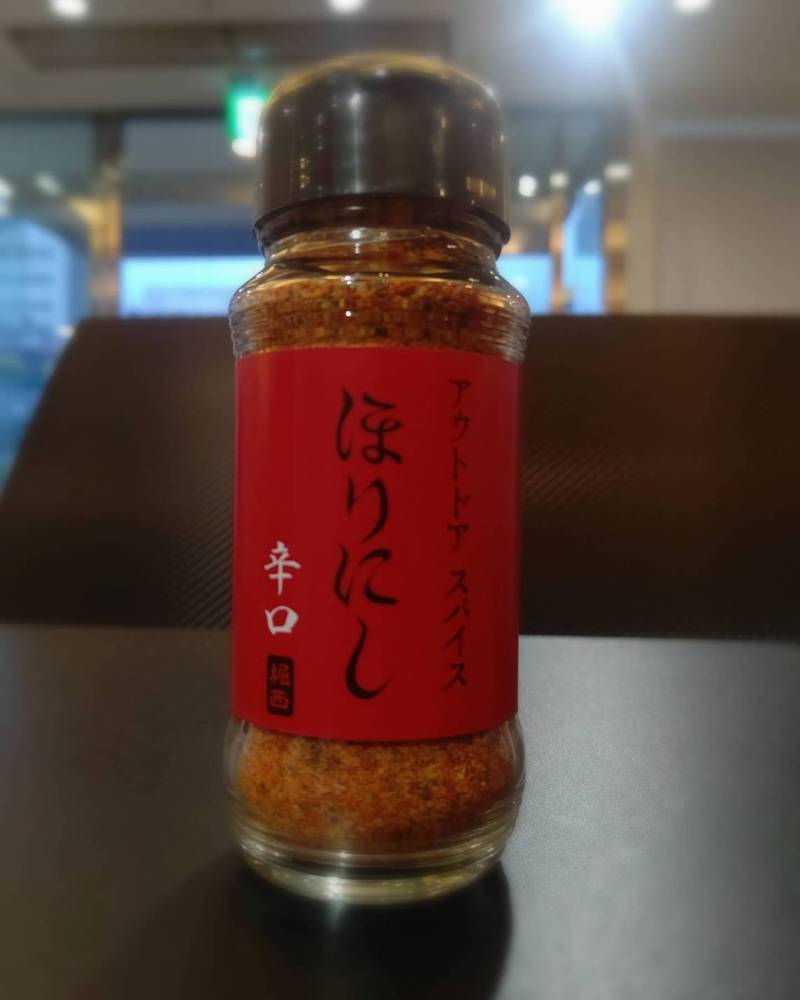 アウトドア スパイス
ほりにし
辛口
堀西